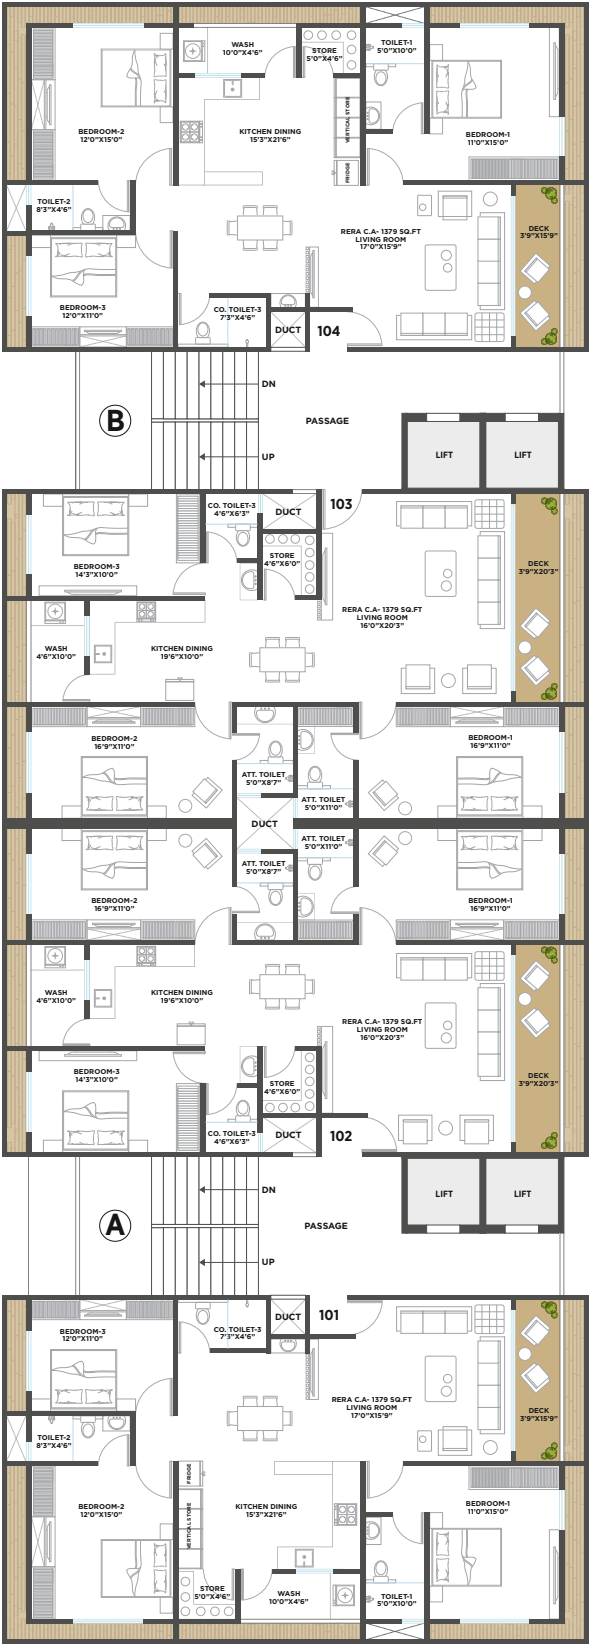 WASH
10'0"X4'6"
STORE
5'0"X4'6"
TOILET-1
5'0"X10'0"
BEDROOM-2
12'0"X15'0"
KITCHEN DINING
15'3"X21'6"
VERTICAL STORE
FRIDGE
BEDROOM-1
11'0"X15'0"
TOILET-2
8'3"X4'6"
RERA C.A- 1379 SQ.FT
LIVING ROOM
17'0"X15'9"
DECK
3'9"X15'9"
BEDROOM-3
12'0"X11'0"
CO. TOILET-3
7'3"X4'6"
DUCT
104
DN
B
PASSAGE
UP
LIFT
LIFT
CO. TOILET-3
4'6"X6'3"
DUCT
103
BEDROOM-3
14'3"X10'0"
STORE
4'6"X6'0"
DECK
3'9"X20'3"
RERA C.A- 1379 SQ.FT
LIVING ROOM
16'0"X20'3"
WASH
4'6"X10'0"
KITCHEN DINING
19'6"X10'0"
BEDROOM-2
16'9"X11'0"
BEDROOM-1
16'9"X11'0"
ATT. TOILET
5'0"X8'7"
ATT. TOILET
5'0"X11'0"
DUCT
ATT. TOILET
5'0"X11'0"
ATT. TOILET
5'0"X8'7"
BEDROOM-2
16'9"X11'0"
BEDROOM-1
16'9"X11'0"
WASH
4'6"X10'0"
KITCHEN DINING
19'6"X10'0"
RERA C.A- 1379 SQ.FT
LIVING ROOM
16'0"X20'3"
BEDROOM-3
14'3"X10'0"
STORE
4'6"X6'0"
DECK
3'9"X20'3"
CO. TOILET-3
4'6"X6'3"
DUCT
102
DN
A
PASSAGE
UP
LIFT
LIFT
DUCT
101
CO. TOILET-3
7'3"X4'6"
BEDROOM-3
12'0"X11'0"
RERA C.A- 1379 SQ.FT
LIVING ROOM
17'0"X15'9"
DECK
3'9"X15'9"
TOILET-2
8'3"X4'6"
FRIDGE
VERTICAL STORE
BEDROOM-2
12'0"X15'0"
KITCHEN DINING
15'3"X21'6"
BEDROOM-1
11'0"X15'0"
STORE
5'0"X4'6"
WASH
10'0"X4'6"
TOILET-1
5'0"X10'0"